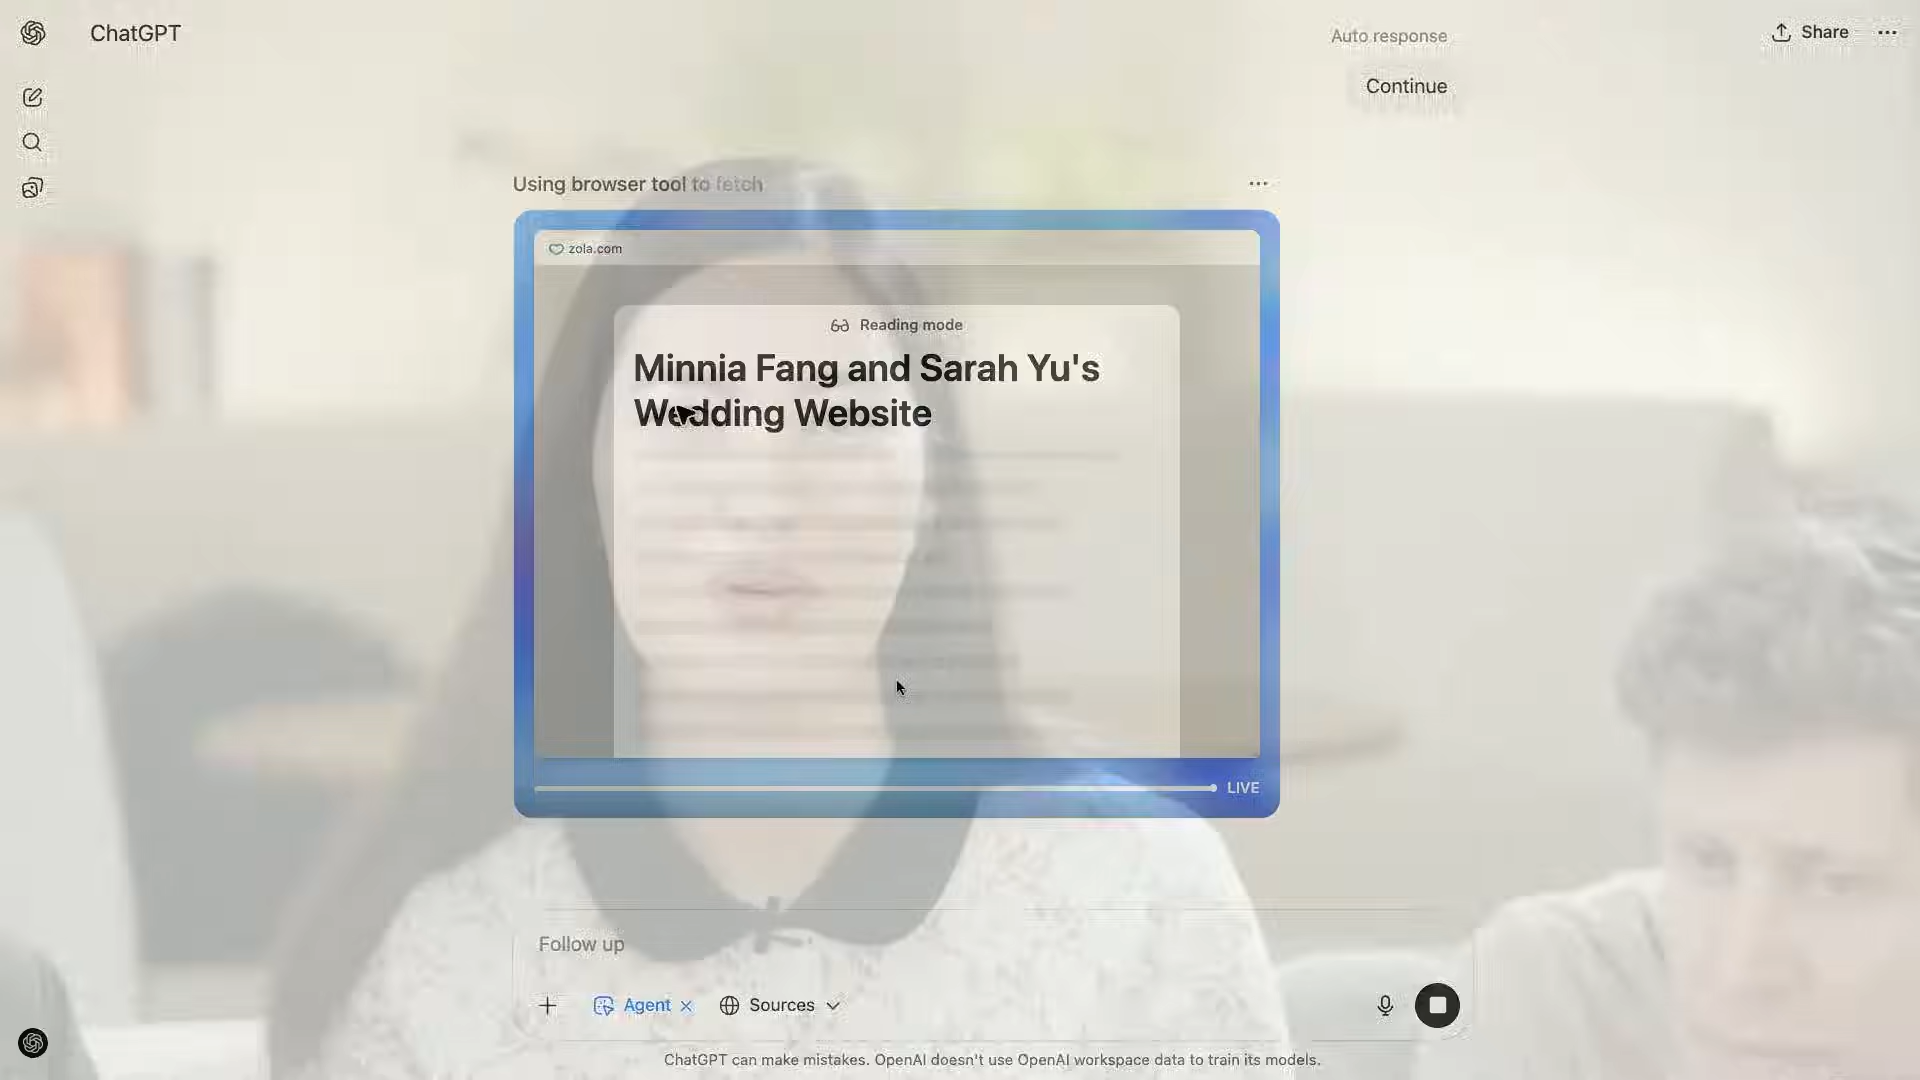 ChatGPT
Auto response
Share
Continue
Using browser tool to fetch
zola.com
Reading mode
Minnia Fang and Sarah Yu's
Wedding Website
LIVE
Follow up
Agent
Sources
ChatGPT can make mistakes. OpenAI doesn't use OpenAI workspace data to train its models.